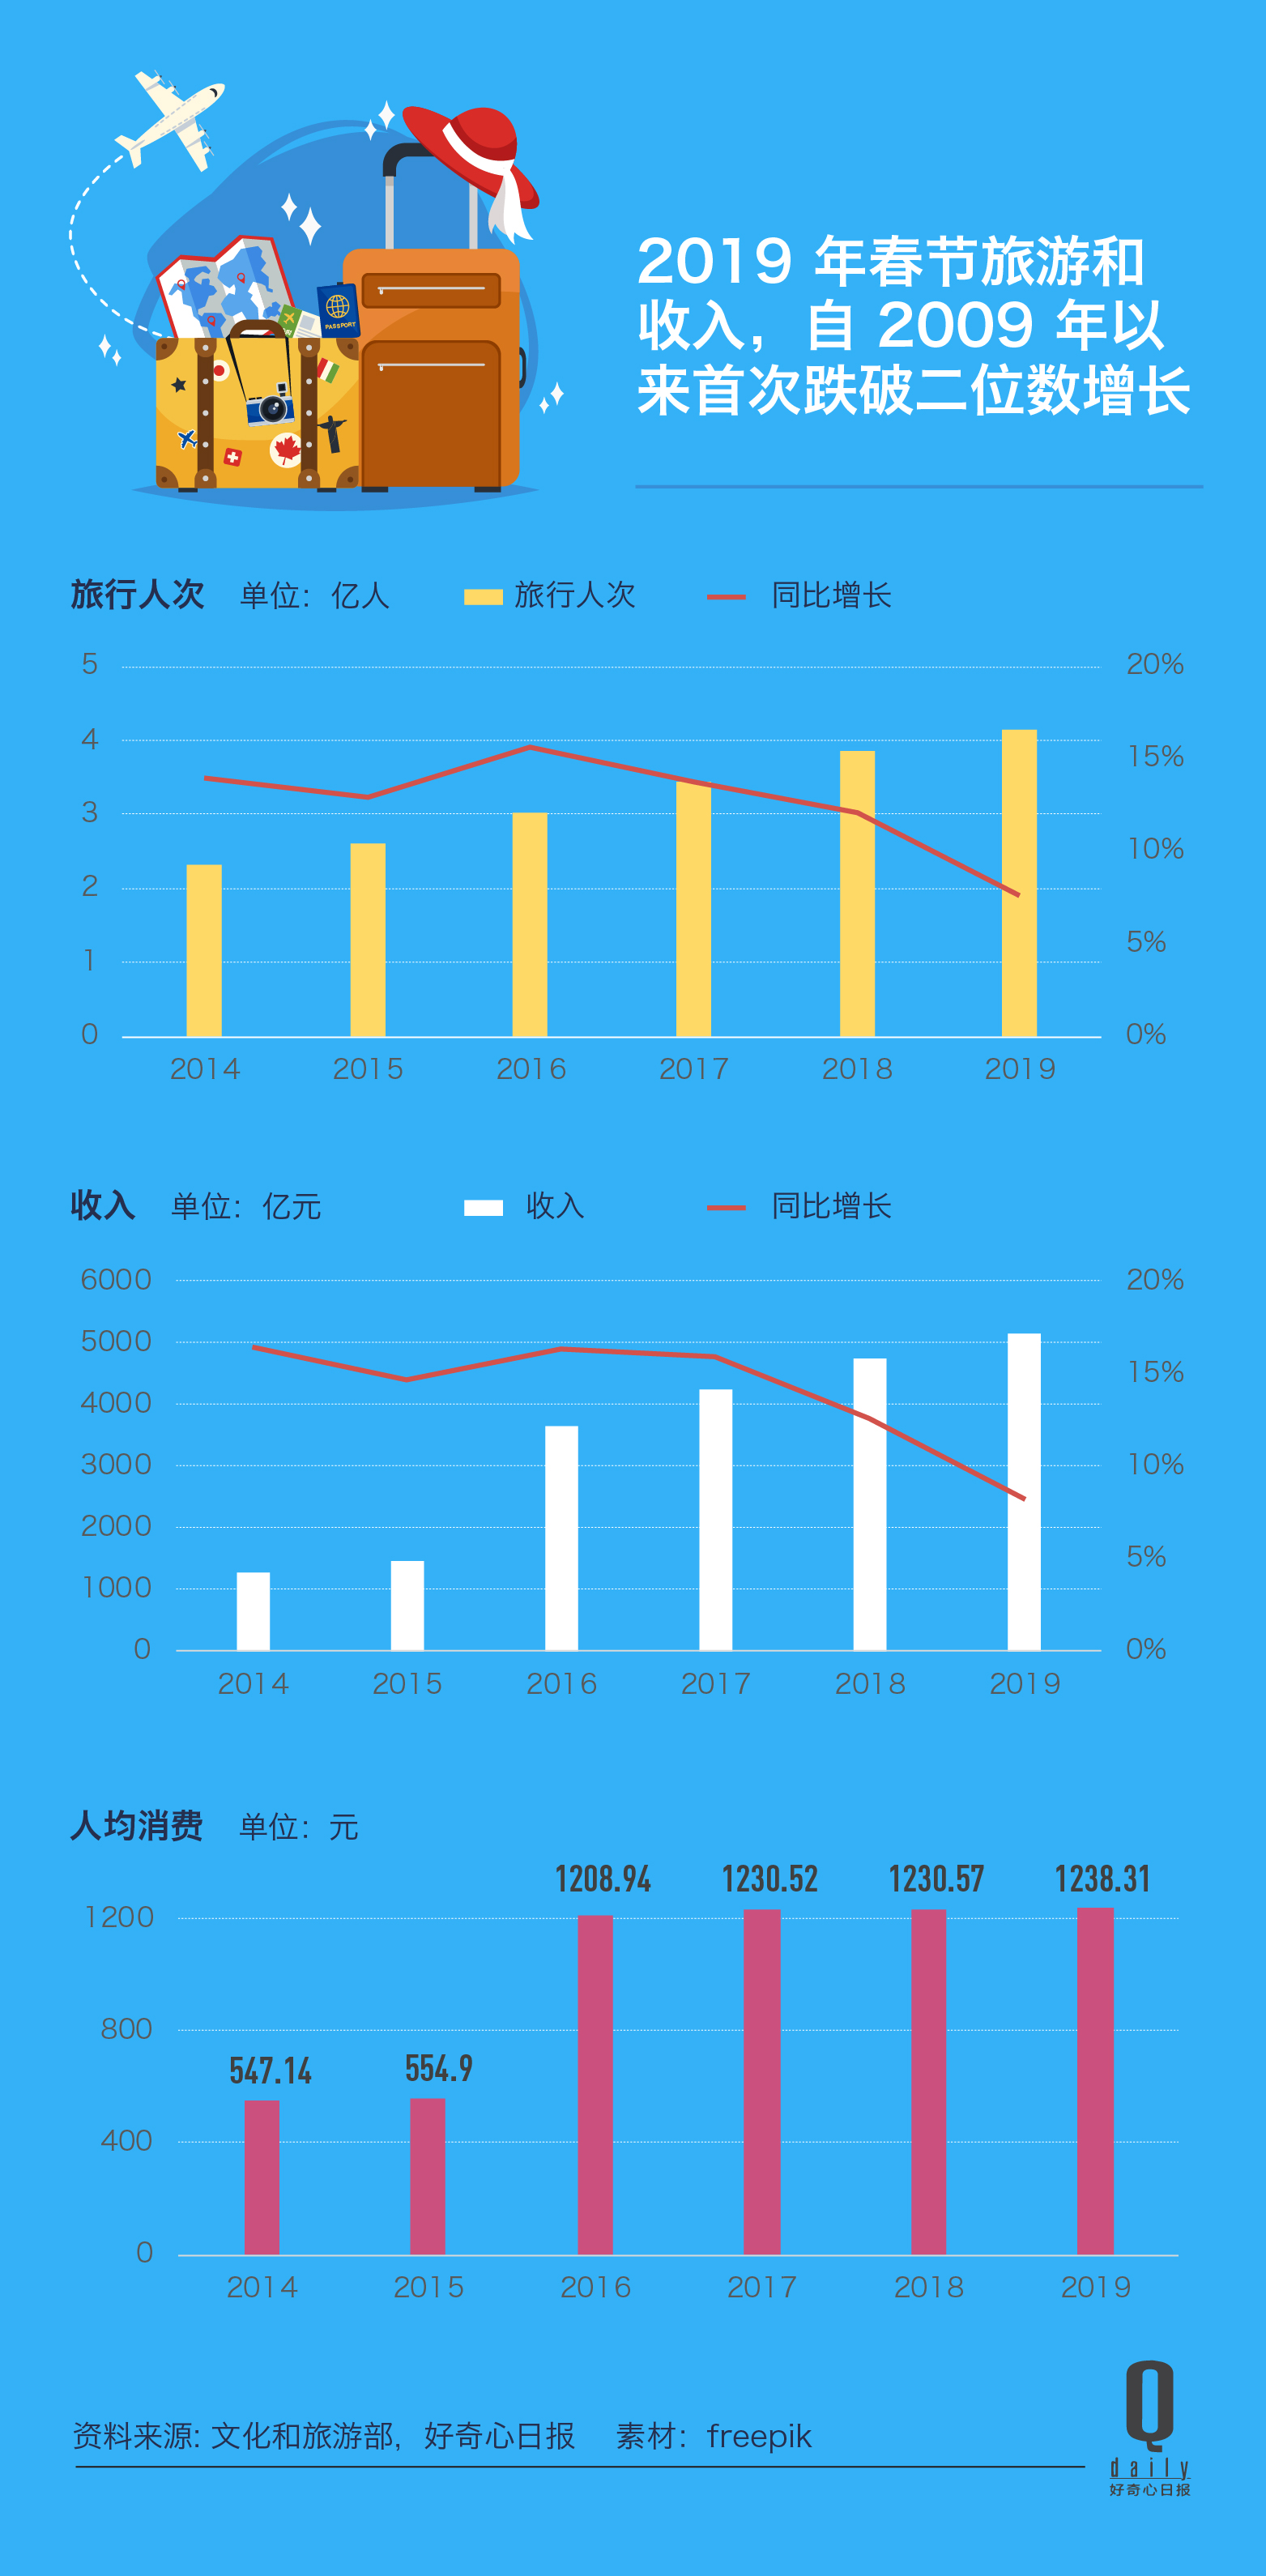 2019 年春节旅游和
收入，自 2009 年以
来首次跌破二位数增长
PASSPORT
旅行人次 单位：亿人 旅行人次 同比增长
5 20%
4
15%
3
10%
2
5%
1
0 0%
2014 2015 2016 2017 2018 2019
收入 单位：亿元 收入 同比增长
6000 20%
5000
15%
4000
3000 10%
2000
5%
1000
0 0%
2014 2015 2016 2017 2018 2019
人均消费 单位：元
1208.94 1230.52 1230.57 1238.31
1200
800
547.14 554.9
400
0
2014 2015 2016 2017 2018 2019
资料来源: 文化和旅游部，好奇心日报 素材：freepik
Q
daily
好奇心日报